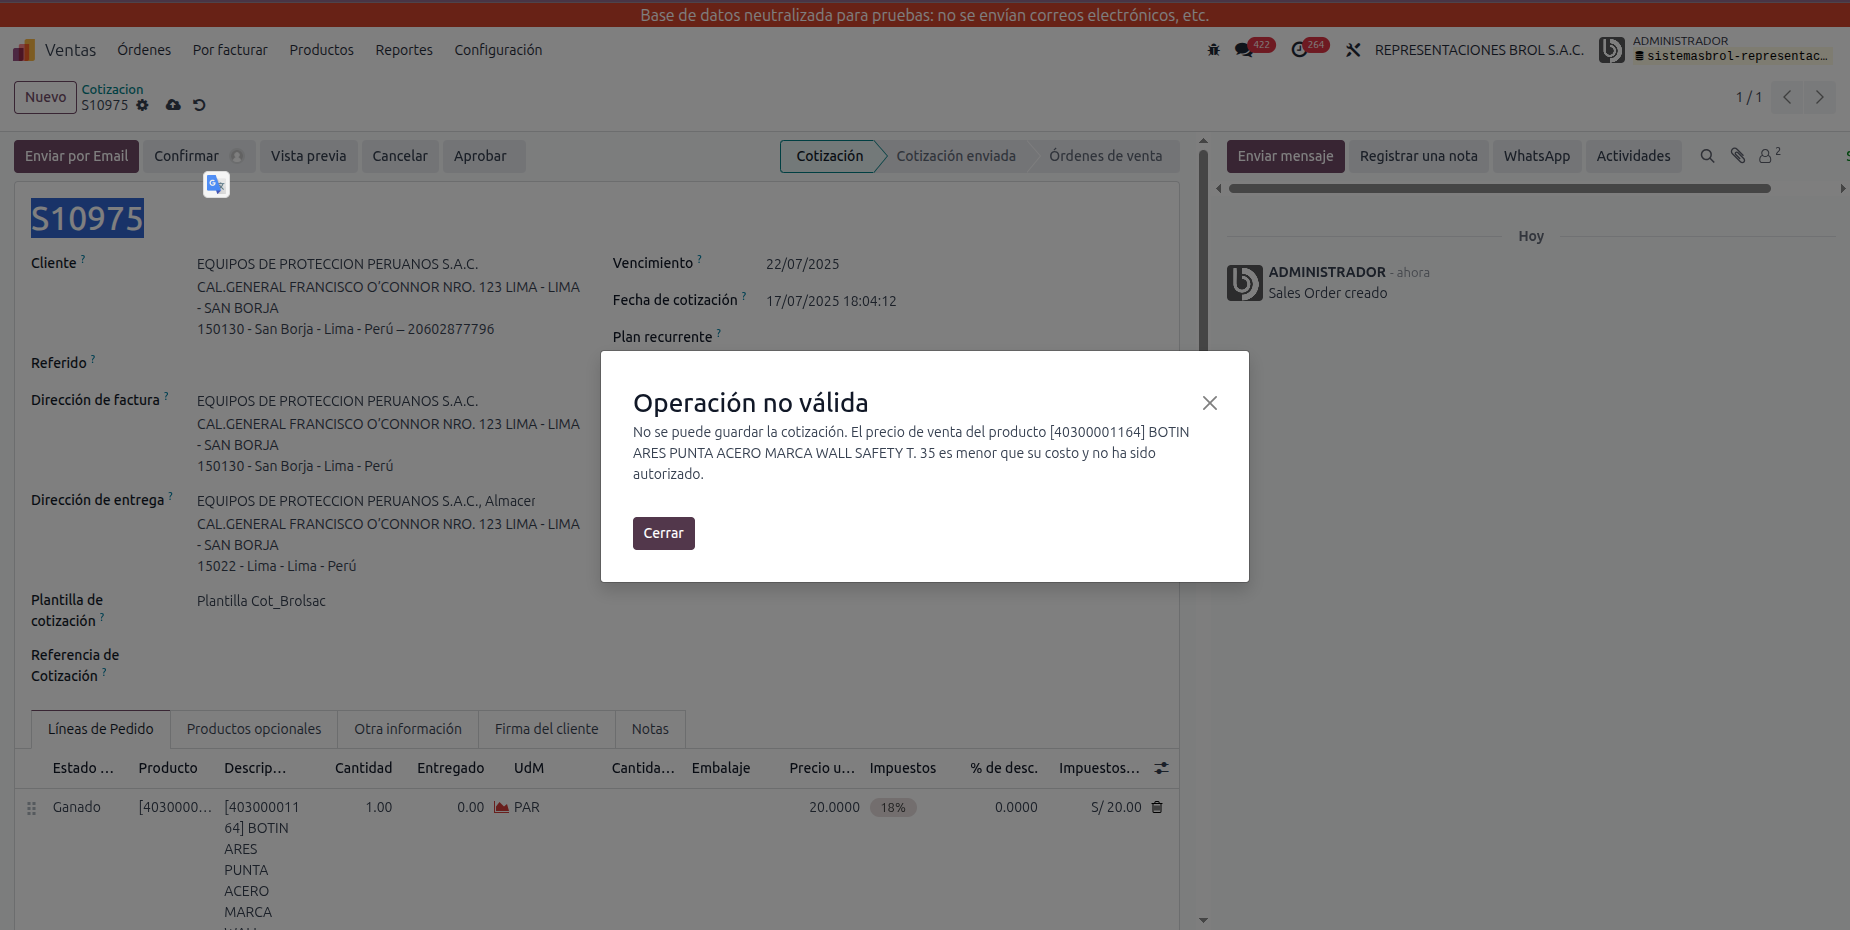 Base de datos neutralizada para pruebas: no se envían correos electrónicos, etc.
Ventas Órdenes Por facturar Productos Reportes Configuración 422 264 REPRESENTACIONES BROL S.A.C. ADMINISTRADOR
sistemasbrol-representac…
Nuevo Cotizacion
S10975
1 / 1
Enviar por Email Confirmar Vista previa Cancelar Aprobar Cotización Cotización enviada Órdenes de venta Enviar mensaje Registrar una nota WhatsApp Actividades 2
S10975
Hoy
Cliente ? EQUIPOS DE PROTECCION PERUANOS S.A.C.
CAL.GENERAL FRANCISCO O’CONNOR NRO. 123 LIMA - LIMA
- SAN BORJA
150130 - San Borja - Lima - Perú – 20602877796
Vencimiento ? 22/07/2025
Fecha de cotización ? 17/07/2025 18:04:12
Plan recurrente ?
ADMINISTRADOR - ahora
Sales Order creado
Referido ?
Dirección de factura ? EQUIPOS DE PROTECCION PERUANOS S.A.C.
CAL.GENERAL FRANCISCO O’CONNOR NRO. 123 LIMA - LIMA
- SAN BORJA
150130 - San Borja - Lima - Perú
Dirección de entrega ? EQUIPOS DE PROTECCION PERUANOS S.A.C., Almacer
CAL.GENERAL FRANCISCO O’CONNOR NRO. 123 LIMA - LIMA
- SAN BORJA
15022 - Lima - Lima - Perú
Operación no válida
No se puede guardar la cotización. El precio de venta del producto [40300001164] BOTIN
ARES PUNTA ACERO MARCA WALL SAFETY T. 35 es menor que su costo y no ha sido
autorizado.
Cerrar
Plantilla de
cotización ? Plantilla Cot_Brolsac
Referencia de
Cotización ?
Líneas de Pedido Productos opcionales Otra información Firma del cliente Notas
Estado … Producto Descrip… Cantidad Entregado UdM Cantida… Embalaje Precio u… Impuestos % de desc. Impuestos…
Ganado [4030000… [403000011 1.00 0.00 PAR 20.0000 18% 0.0000 S/ 20.00
64] BOTIN
ARES
PUNTA
ACERO
MARCA